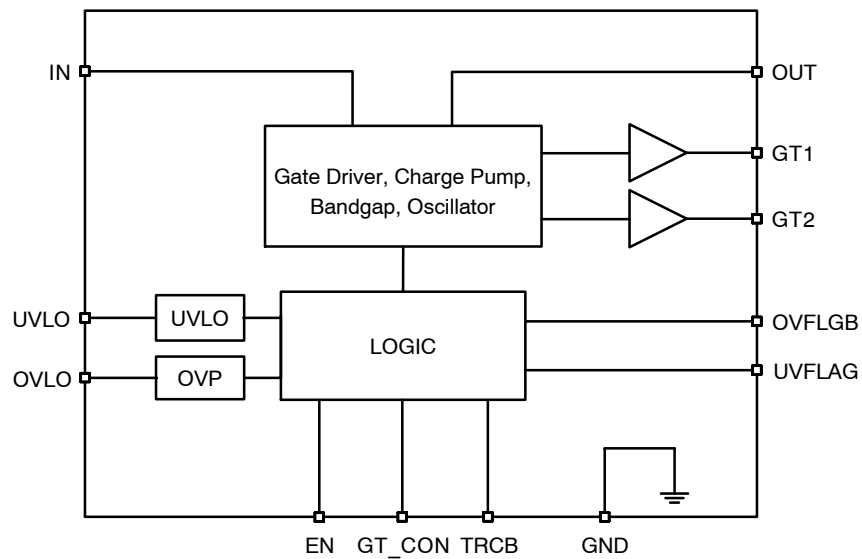 IN
OUT
Gate Driver, Charge Pump,
Bandgap, Oscillator
GT1
GT2
UVLO
UVLO
LOGIC
OVFLGB
OVLO
OVP
UVFLAG
EN
GT_CON
TRCB
GND